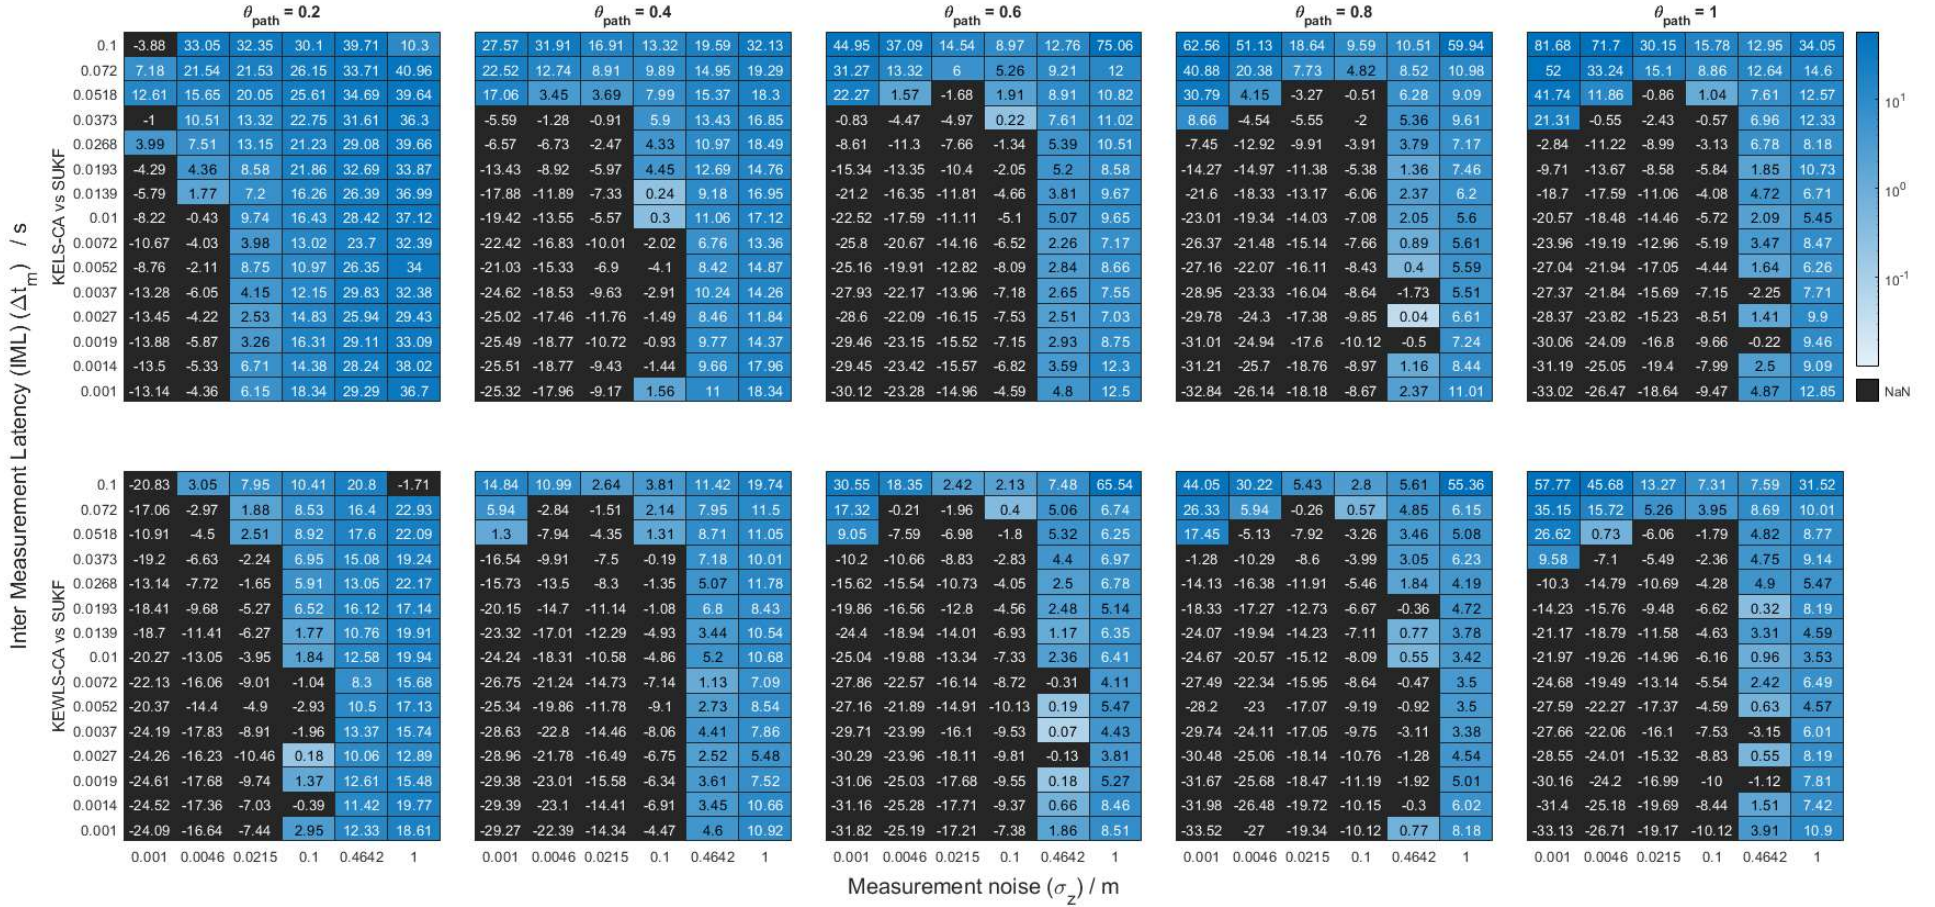 θpath = 0.2 θpath = 0.4 θpath = 0.6 θpath = 0.8 θpath = 1
Inter Measurement Latency (IML) (Δtm) / s
KELS-CA vs SUKF
0.1 -3.88 33.05 32.35 30.1 39.71 10.3 27.57 31.91 16.91 13.32 19.59 32.13 44.95 37.09 14.54 8.97 12.76 75.06 62.56 51.13 18.64 9.59 10.51 59.94 81.68 71.7 30.15 15.78 12.95 34.05
0.072 7.18 21.54 21.53 26.15 33.71 40.96 22.52 12.74 8.91 9.89 14.95 19.29 31.27 13.32 6 5.26 9.21 12 40.88 20.38 7.73 4.82 8.52 10.98 52 33.24 15.1 8.86 12.64 14.6
0.0518 12.61 15.65 20.05 25.61 34.69 39.64 17.06 3.45 3.69 7.99 15.37 18.3 22.27 1.57 -1.68 1.91 8.91 10.82 30.79 4.15 -3.27 -0.51 6.28 9.09 41.74 11.86 -0.86 1.04 7.61 12.57
0.0373 -1 10.51 13.32 22.75 31.61 36.3 -5.59 -1.28 -0.91 5.9 13.43 16.85 -0.83 -4.47 -4.97 0.22 7.61 11.02 8.66 -4.54 -5.55 -2 5.36 9.61 21.31 -0.55 -2.43 -0.57 6.96 12.33
0.0268 3.99 7.51 13.15 21.23 29.08 39.66 -6.57 -6.73 -2.47 4.33 10.97 18.49 -8.61 -11.3 -7.66 -1.34 5.39 10.51 -7.45 -12.92 -9.91 -3.91 3.79 7.17 -2.84 -11.22 -8.99 -3.13 6.78 8.18
0.0193 -4.29 4.36 8.58 21.86 32.69 33.87 -13.43 -8.92 -5.97 4.45 12.69 14.76 -15.34 -13.35 -10.4 -2.05 5.2 8.58 -14.27 -14.97 -11.38 -5.38 1.36 7.46 -9.71 -13.67 -8.58 -5.84 1.85 10.73
0.0139 -5.79 1.77 7.2 16.26 26.39 36.99 -17.88 -11.89 -7.33 0.24 9.18 16.95 -21.2 -16.35 -11.81 -4.66 3.81 9.67 -21.6 -18.33 -13.17 -6.06 2.37 6.2 -18.7 -17.59 -11.06 -4.08 4.72 6.71
0.01 -8.22 -0.43 9.74 16.43 28.42 37.12 -19.42 -13.55 -5.57 0.3 11.06 17.12 -22.52 -17.59 -11.11 -5.1 5.07 9.65 -23.01 -19.34 -14.03 -7.08 2.05 5.6 -20.57 -18.48 -14.46 -5.72 2.09 5.45
0.0072 -10.67 -4.03 3.98 13.02 23.7 32.39 -22.42 -16.83 -10.01 -2.02 6.76 13.36 -25.8 -20.67 -14.16 -6.52 2.26 7.17 -26.37 -21.48 -15.14 -7.66 0.89 5.61 -23.96 -19.19 -12.96 -5.19 3.47 8.47
0.0052 -8.76 -2.11 8.75 10.97 26.35 34 -21.03 -15.33 -6.9 -4.1 8.42 14.87 -25.16 -19.91 -12.82 -8.09 2.84 8.66 -27.16 -22.07 -16.11 -8.43 0.4 5.59 -27.04 -21.94 -17.05 -4.44 1.64 6.26
0.0037 -13.28 -6.05 4.15 12.15 29.83 32.38 -24.62 -18.53 -9.63 -2.91 10.24 14.26 -27.93 -22.17 -13.96 -7.18 2.65 7.55 -28.95 -23.33 -16.04 -8.64 -1.73 5.51 -27.37 -21.84 -15.69 -7.15 -2.25 7.71
0.0027 -13.45 -4.22 2.53 14.83 25.94 29.43 -25.02 -17.46 -11.76 -1.49 8.46 11.84 -28.6 -22.09 -16.15 -7.53 2.51 7.03 -29.78 -24.3 -17.38 -9.85 0.04 6.61 -28.37 -23.82 -15.23 -8.51 1.41 9.9
0.0019 -13.88 -5.87 3.26 16.31 29.11 33.09 -25.49 -18.77 -10.72 -0.93 9.77 14.37 -29.46 -23.15 -15.52 -7.15 2.93 8.75 -31.01 -24.94 -17.6 -10.12 -0.5 7.24 -30.06 -24.09 -16.8 -9.66 -0.22 9.46
0.0014 -13.5 -5.33 6.71 14.38 28.24 38.02 -25.51 -18.77 -9.43 -1.44 9.66 17.96 -29.45 -23.42 -15.57 -6.82 3.59 12.3 -31.21 -25.7 -18.76 -8.97 1.16 8.44 -31.19 -25.05 -19.4 -7.99 2.5 9.09
0.001 -13.14 -4.36 6.15 18.34 29.29 36.7 -25.32 -17.96 -9.17 1.56 11 18.34 -30.12 -23.28 -14.96 -4.59 4.8 12.5 -32.84 -26.14 -18.18 -8.67 2.37 11.01 -33.02 -26.47 -18.64 -9.47 4.87 12.85
10^1
10^0
10^-1
NaN
KEWLS-CA vs SUKF
0.1 -20.83 3.05 7.95 10.41 20.8 -1.71 14.84 10.99 2.64 3.81 11.42 19.74 30.55 18.35 2.42 2.13 7.48 65.54 44.05 30.22 5.43 2.8 5.61 55.36 57.77 45.68 13.27 7.31 7.59 31.52
0.072 -17.06 -2.97 1.88 8.53 16.4 22.93 5.94 -2.84 -1.51 2.14 7.95 11.5 17.32 -0.21 -1.96 0.4 5.06 6.74 26.33 5.94 -0.26 0.57 4.85 6.15 35.15 15.72 5.26 3.95 8.69 10.01
0.0518 -10.91 -4.5 2.51 8.92 17.6 22.09 1.3 -7.94 -4.35 1.31 8.71 11.05 9.05 -7.59 -6.98 -1.8 5.32 6.25 17.45 -5.13 -7.92 -3.26 3.46 5.08 26.62 0.73 -6.06 -1.79 4.82 8.77
0.0373 -19.2 -6.63 -2.24 6.95 15.08 19.24 -16.54 -9.91 -7.5 -0.19 7.18 10.01 -10.2 -10.66 -8.83 -2.83 4.4 6.97 -1.28 -10.29 -8.6 -3.99 3.05 6.23 9.58 -7.1 -5.49 -2.36 4.75 9.14
0.0268 -13.14 -7.72 -1.65 5.91 13.05 22.17 -15.73 -13.5 -8.3 -1.35 5.07 11.78 -15.62 -15.54 -10.73 -4.05 2.5 6.78 -14.13 -16.38 -11.91 -5.46 1.84 4.19 -10.3 -14.79 -10.69 -4.28 4.9 5.47
0.0193 -18.41 -9.68 -5.27 6.52 16.12 17.14 -20.15 -14.7 -11.14 -1.08 6.8 8.43 -19.86 -16.56 -12.8 -4.56 2.48 5.14 -18.33 -17.27 -12.73 -6.67 -0.36 4.72 -14.23 -15.76 -9.48 -6.62 0.32 8.19
0.0139 -18.7 -11.41 -6.27 1.77 10.76 19.91 -23.32 -17.01 -12.29 -4.93 3.44 10.54 -24.4 -18.94 -14.01 -6.93 1.17 6.35 -24.07 -19.94 -14.23 -7.11 0.77 3.78 -21.17 -18.79 -11.58 -4.63 3.31 4.59
0.01 -20.27 -13.05 -3.95 1.84 12.58 19.94 -24.24 -18.31 -10.58 -4.86 5.2 10.68 -25.04 -19.88 -13.34 -7.33 2.36 6.41 -24.67 -20.57 -15.12 -8.09 0.55 3.42 -21.97 -19.26 -14.96 -6.16 0.96 3.53
0.0072 -22.13 -16.06 -9.01 -1.04 8.3 15.68 -26.75 -21.24 -14.73 -7.14 1.13 7.09 -27.86 -22.57 -16.14 -8.72 -0.31 4.11 -27.49 -22.34 -15.95 -8.64 -0.47 3.5 -24.68 -19.49 -13.14 -5.54 2.42 6.49
0.0052 -20.37 -14.4 -4.9 -2.93 10.5 17.13 -25.34 -19.86 -11.78 -9.1 2.73 8.54 -27.16 -21.89 -14.91 -10.13 0.19 5.47 -28.2 -23 -17.07 -9.19 -0.92 3.5 -27.59 -22.27 -17.37 -4.59 0.63 4.57
0.0037 -24.19 -17.83 -8.91 -1.96 13.37 15.74 -28.63 -22.8 -14.46 -8.06 4.41 7.86 -29.71 -23.99 -16.1 -9.53 0.07 4.43 -29.74 -24.11 -17.05 -9.75 -3.11 3.38 -27.66 -22.06 -16.1 -7.53 -3.15 6.01
0.0027 -24.26 -16.23 -10.46 0.18 10.06 12.89 -28.96 -21.78 -16.49 -6.75 2.52 5.48 -30.29 -23.96 -18.11 -9.81 -0.13 3.81 -30.48 -25.06 -18.14 -10.76 -1.28 4.54 -28.55 -24.01 -15.32 -8.83 0.55 8.19
0.0019 -24.61 -17.68 -9.74 1.37 12.61 15.48 -29.38 -23.01 -15.58 -6.34 3.61 7.52 -31.06 -25.03 -17.68 -9.55 0.18 5.27 -31.67 -25.68 -18.47 -11.19 -1.92 5.01 -30.16 -24.2 -16.99 -10 -1.12 7.81
0.0014 -24.52 -17.36 -7.03 -0.39 11.42 19.77 -29.39 -23.1 -14.41 -6.91 3.45 10.66 -31.16 -25.28 -17.71 -9.37 0.66 8.46 -31.98 -26.48 -19.72 -10.15 -0.3 6.02 -31.4 -25.18 -19.69 -8.44 1.51 7.42
0.001 -24.09 -16.64 -7.44 2.95 12.33 18.61 -29.27 -22.39 -14.34 -4.47 4.6 10.92 -31.82 -25.19 -17.21 -7.38 1.86 8.51 -33.52 -27 -19.34 -10.12 0.77 8.18 -33.13 -26.71 -19.17 -10.12 3.91 10.9
0.001 0.0046 0.0215 0.1 0.4642 1 0.001 0.0046 0.0215 0.1 0.4642 1 0.001 0.0046 0.0215 0.1 0.4642 1 0.001 0.0046 0.0215 0.1 0.4642 1 0.001 0.0046 0.0215 0.1 0.4642 1
Measurement noise (σz) / m